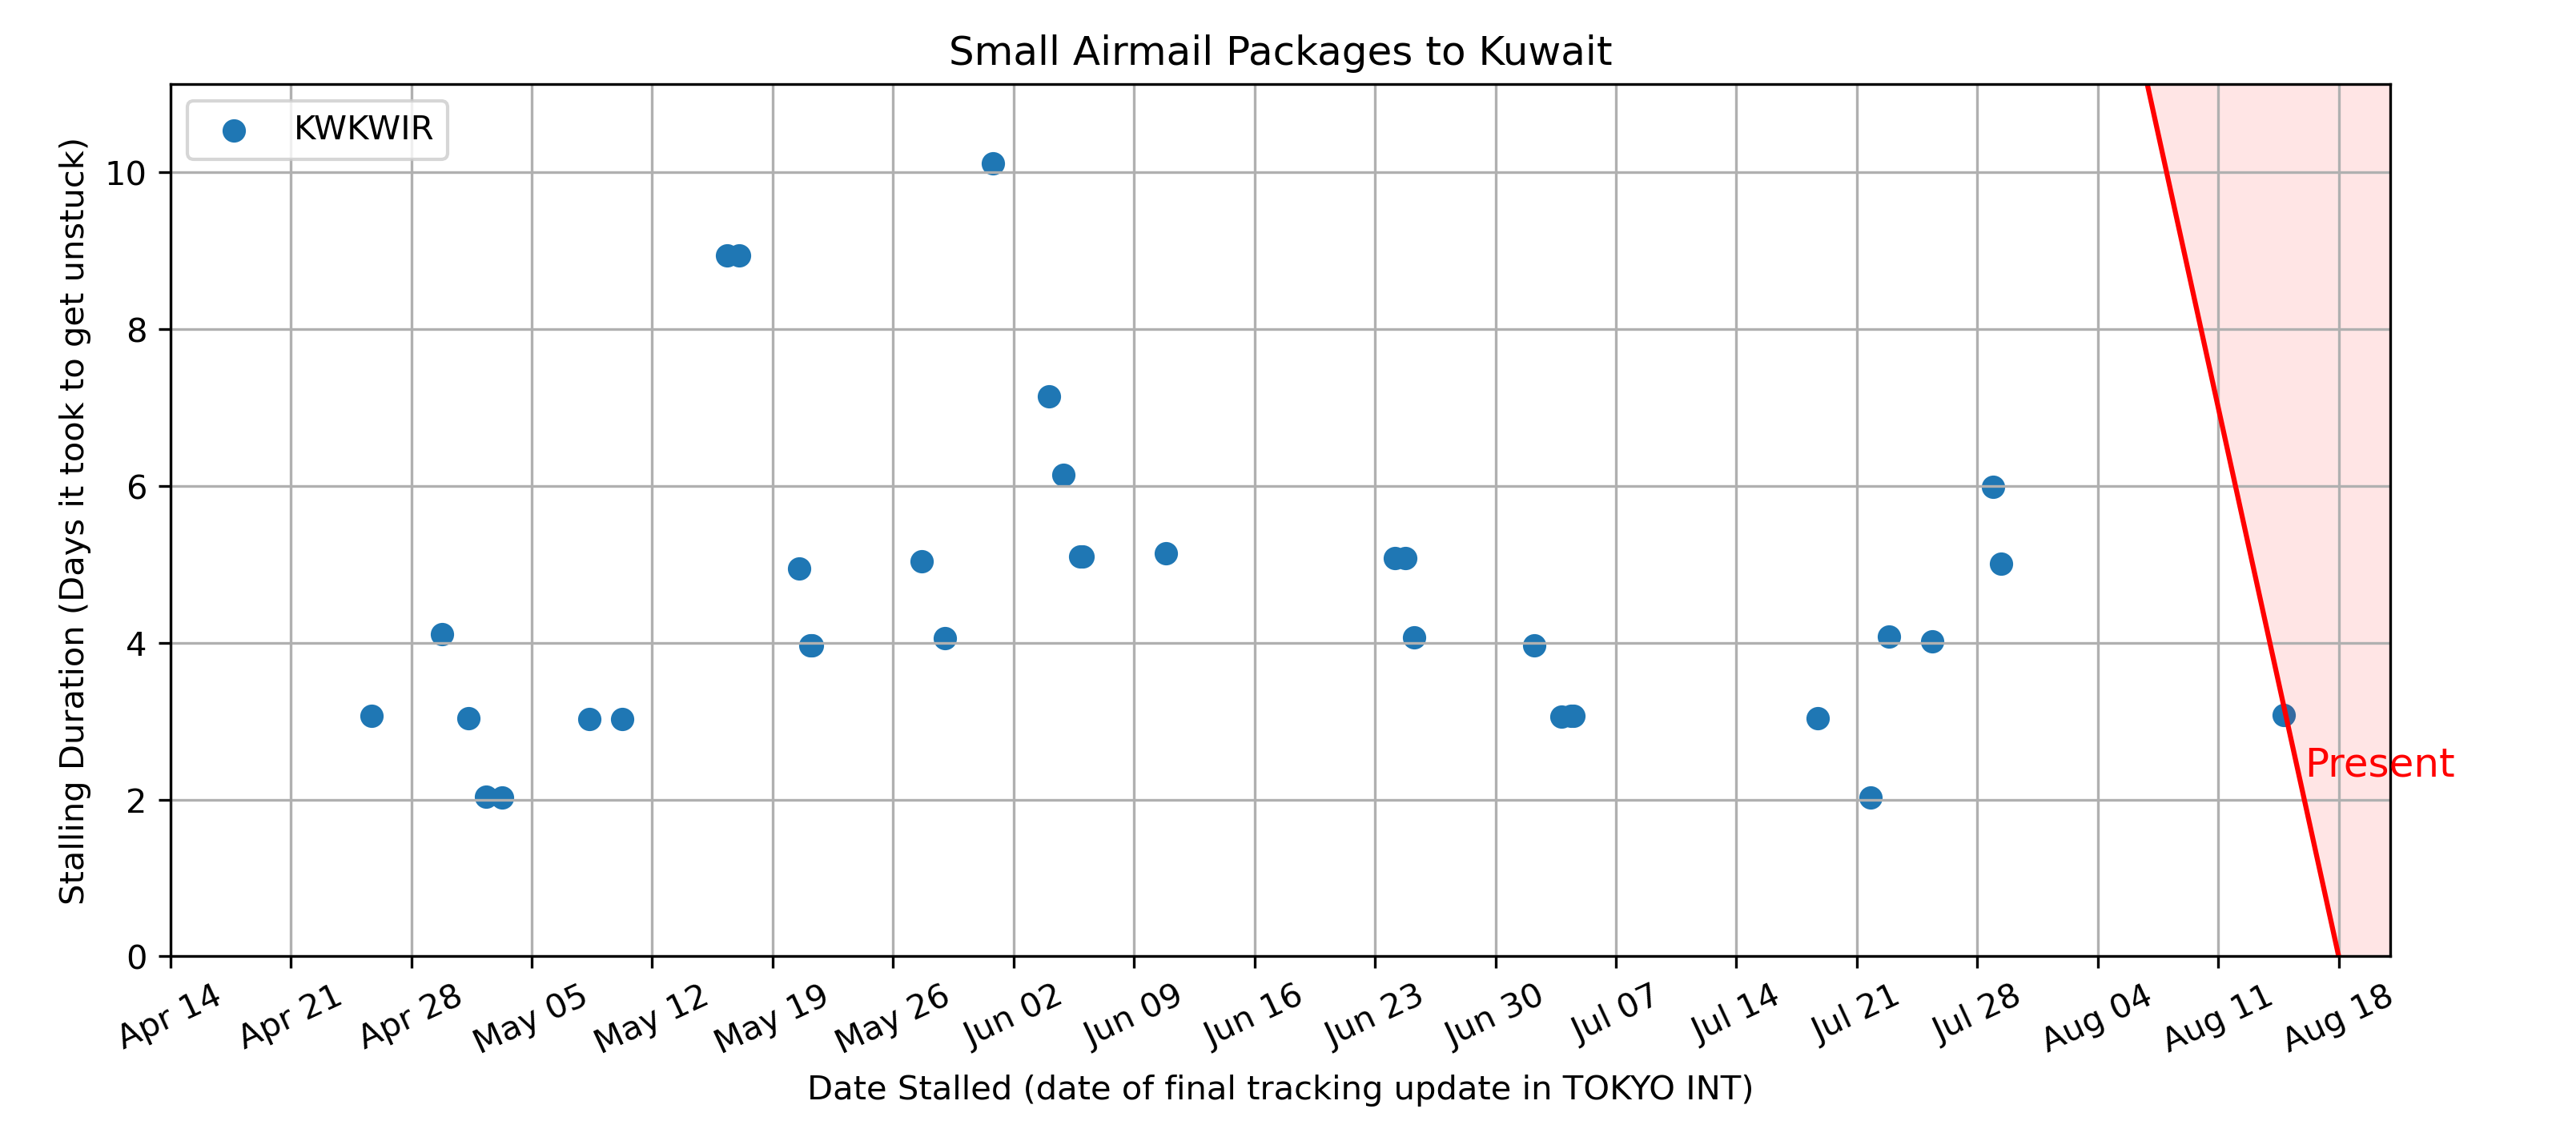 Small Airmail Packages to Kuwait
KWKWIR
Stalling Duration (Days it took to get unstuck)
10
8
6
4
2
0
Present
Apr 14
Apr 21
Apr 28
May 05
May 12
May 19
May 26
Jun 02
Jun 09
Jun 16
Jun 23
Jun 30
Jul 07
Jul 14
Jul 21
Jul 28
Aug 04
Aug 11
Aug 18
Date Stalled (date of final tracking update in TOKYO INT)